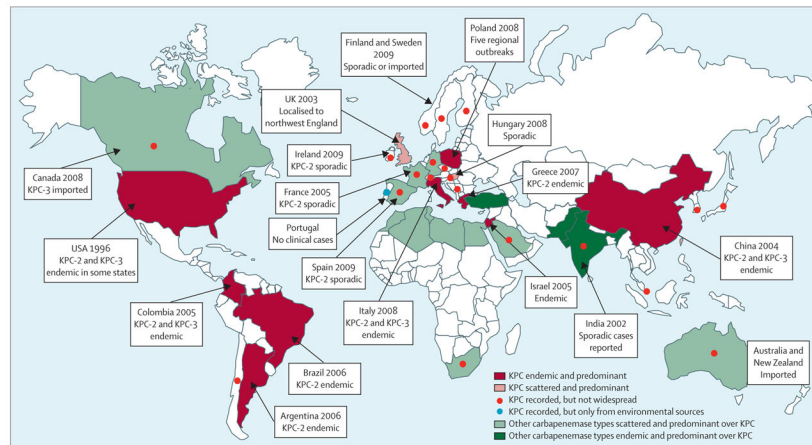 Finland and Sweden
2009
Sporadic or imported
Poland 2008
Five regional
outbreaks
UK 2003
Localised to
northwest England
Hungary 2008
Sporadic
Ireland 2009
KPC-2 sporadic
Canada 2008
KPC-3 imported
Greece 2007
KPC-2 endemic
France 2005
KPC-2 sporadic
Portugal
No clinical cases
USA 1996
KPC-2 and KPC-3
endemic in some states
China 2004
KPC-2 and KPC-3
endemic
Spain 2009
KPC-2 sporadic
Israel 2005
Endemic
Colombia 2005
KPC-2 and KPC-3
endemic
Italy 2008
KPC-2 and KPC-3
endemic
India 2002
Sporadic cases
reported
Brazil 2006
KPC-2 endemic
Australia and
New Zealand
Imported
Argentina 2006
KPC-2 endemic
KPC endemic and predominant
KPC scattered and predominant
KPC recorded, but not widespread
KPC recorded, but only from environmental sources
Other carbapenemase types scattered and predominant over KPC
Other carbapenemase types endemic and predominant over KPC